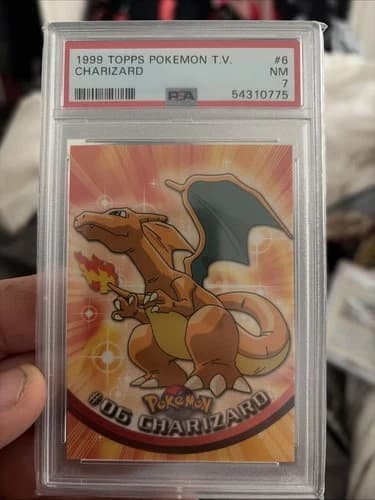 1999 TOPPS POKEMON T.V. #6
CHARIZARD NM
7
PSA 54310775
POKéMON
#06 CHARIZARD